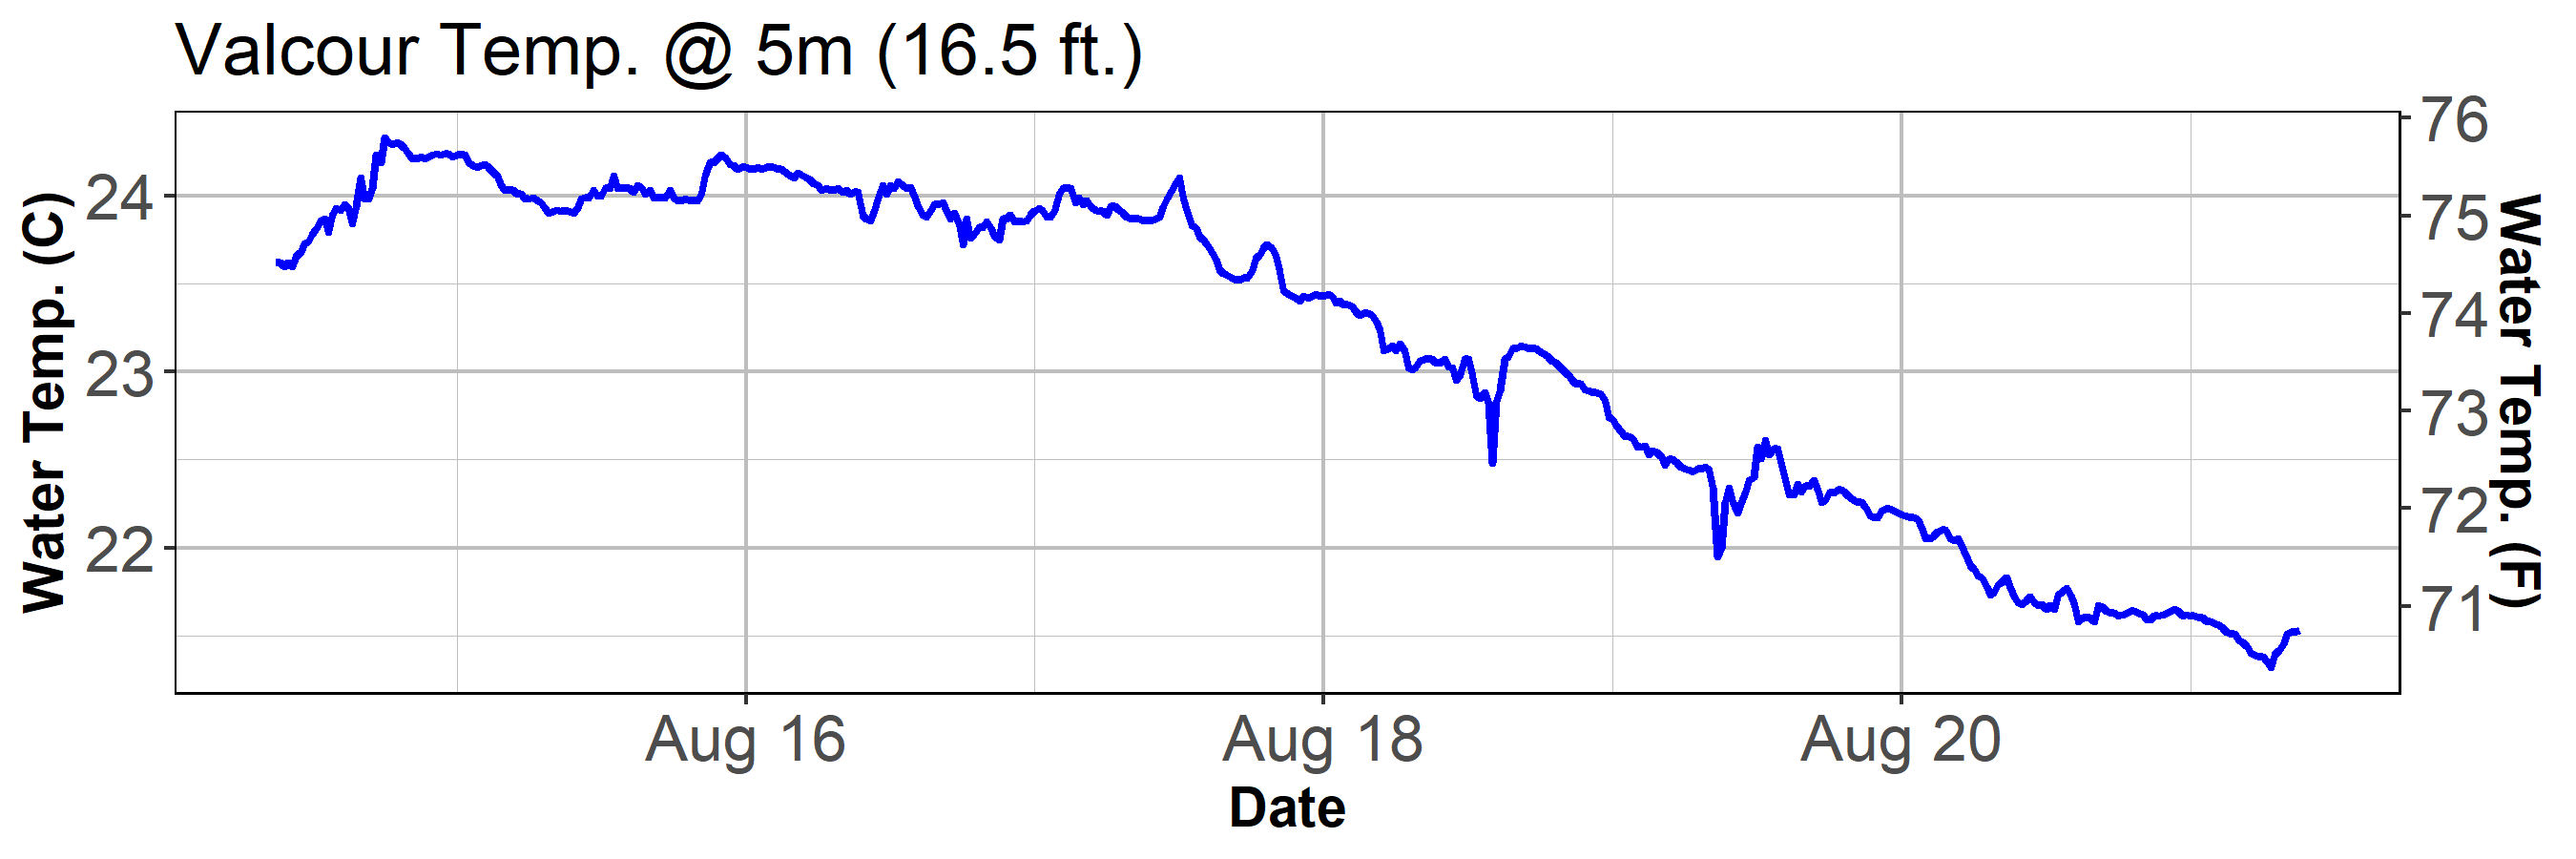 Valcour Temp. @ 5m (16.5 ft.)
Water Temp. (C)
24
23
22
76
75
74
73
72
71
Water Temp. (F)
Aug 16
Aug 18
Aug 20
Date